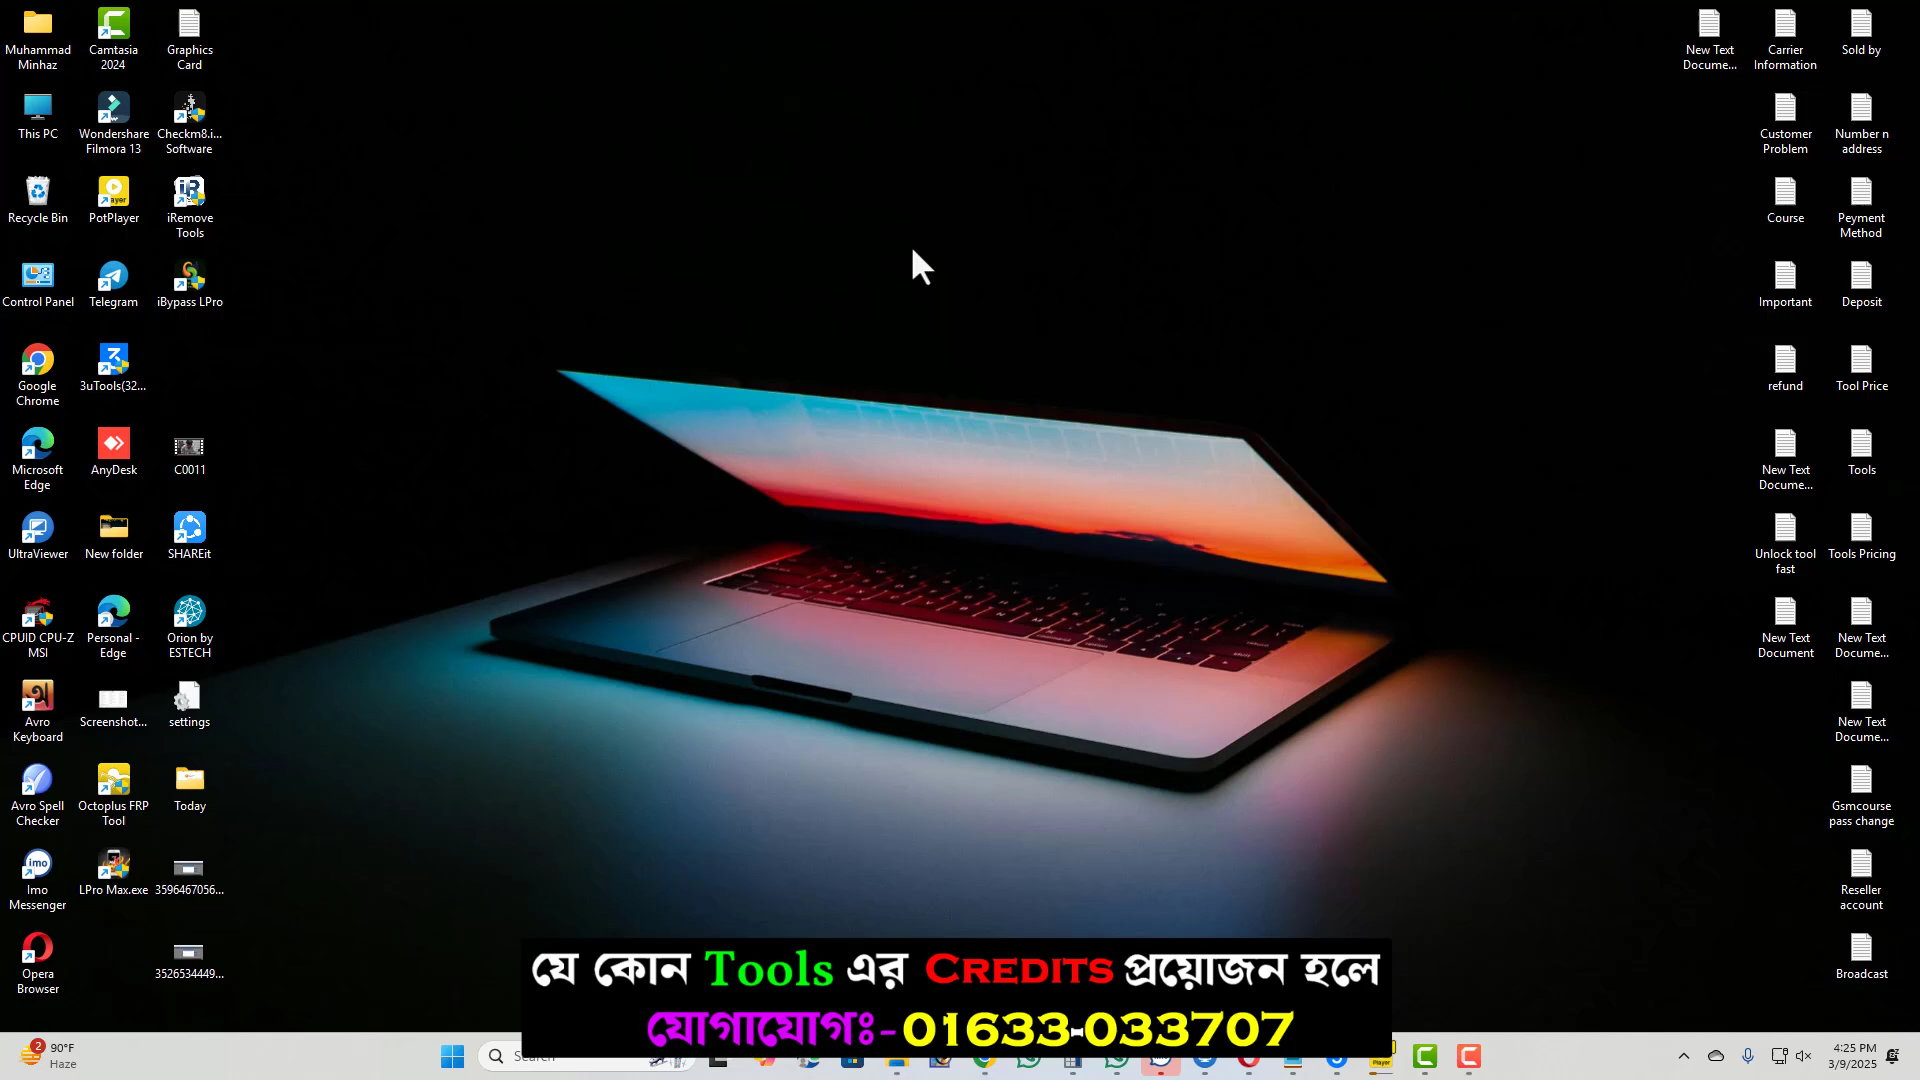 Muhammad
Minhaz
Camtasia
2024
Graphics
Card
This PC
Wondershare
Filmora 13
Checkm8.i...
Software
Recycle Bin
PotPlayer
iRemove
Tools
Control Panel
Telegram
iBypass LPro
Google
Chrome
3uTools(32...
Microsoft
Edge
AnyDesk
C0011
UltraViewer
New folder
SHAREit
CPUID CPU-Z
MSI
Personal -
Edge
Orion by
ESTECH
Avro
Keyboard
Screenshot...
settings
Avro Spell
Checker
Octoplus FRP
Tool
Today
Imo
Messenger
LPro Max.exe
3596467056...
Opera
Browser
3526534449...
New Text
Docume...
Carrier
Information
Sold by
Customer
Problem
Number n
address
Course
Peyment
Method
Important
Deposit
refund
Tool Price
New Text
Docume...
Tools
Unlock tool
fast
Tools Pricing
New Text
Document
New Text
Docume...
New Text
Docume...
Gsmcourse
pass change
Reseller
account
Broadcast
যে কোন Tools এর Credits প্রয়োজন হলে
যোগাযোগঃ-01633-033707
2
90°F
Haze
Search
4:25 PM
3/9/2025